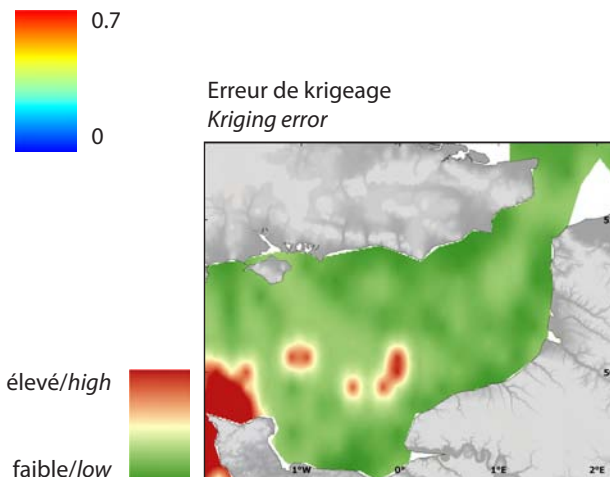 0.7
0
Erreur de krigeage
Kriging error
élevé/high
faible/low
1°W
0°
1°E
2°E